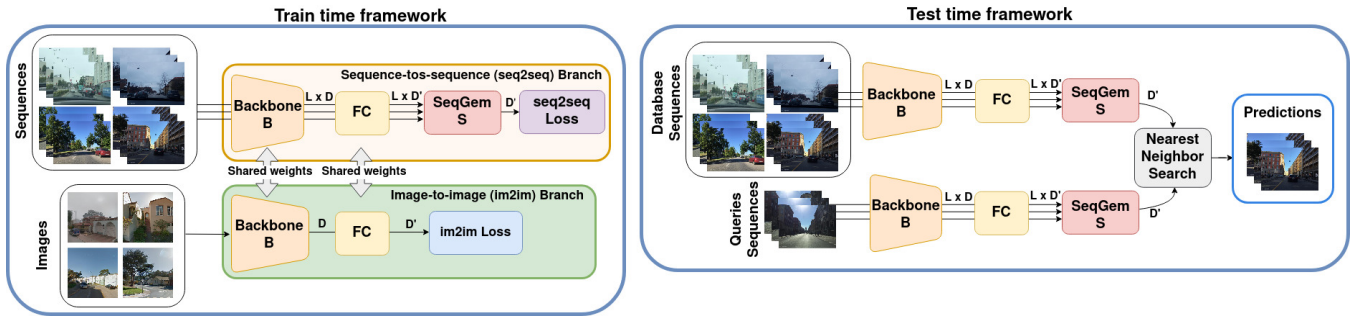 Train time framework
Sequences
Sequence-tos-sequence (seq2seq) Branch
Backbone
B
L x D
FC
L x D'
SeqGem
S
D'
seq2seq
Loss
Shared weights
Shared weights
Images
Image-to-image (im2im) Branch
Backbone
B
D
FC
D'
im2im Loss
Test time framework
Database
Sequences
Backbone
B
L x D
FC
L x D'
SeqGem
S
D'
Queries
Sequences
Backbone
B
L x D
FC
L x D'
SeqGem
S
D'
Nearest
Neighbor
Search
Predictions